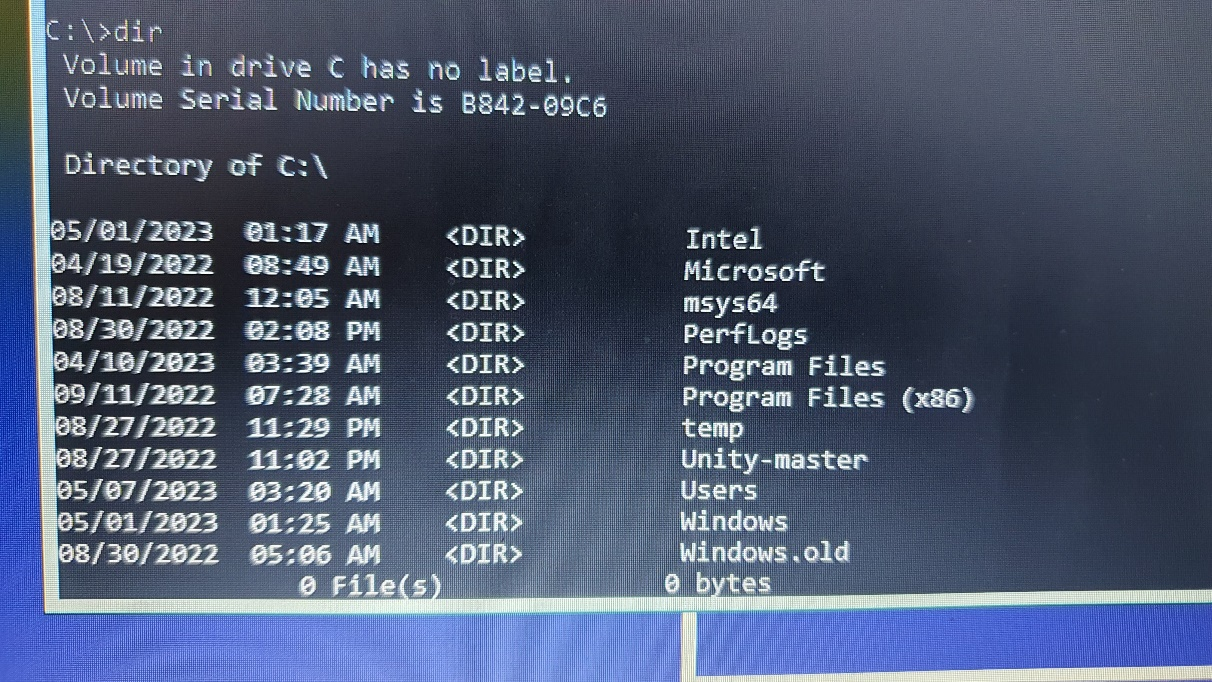 C:\>dir
Volume in drive C has no label.
Volume Serial Number is B842-09C6
Directory of C:\
05/01/2023 01:17 AM <DIR> Intel
04/19/2022 08:49 AM <DIR> Microsoft
08/11/2022 12:05 AM <DIR> msys64
08/30/2022 02:08 PM <DIR> PerfLogs
04/10/2023 03:39 AM <DIR> Program Files
09/11/2022 07:28 AM <DIR> Program Files (x86)
08/27/2022 11:29 PM <DIR> temp
08/27/2022 11:02 PM <DIR> Unity-master
05/07/2023 03:20 AM <DIR> Users
05/01/2023 01:25 AM <DIR> Windows
08/30/2022 05:06 AM <DIR> Windows.old
0 File(s) 0 bytes